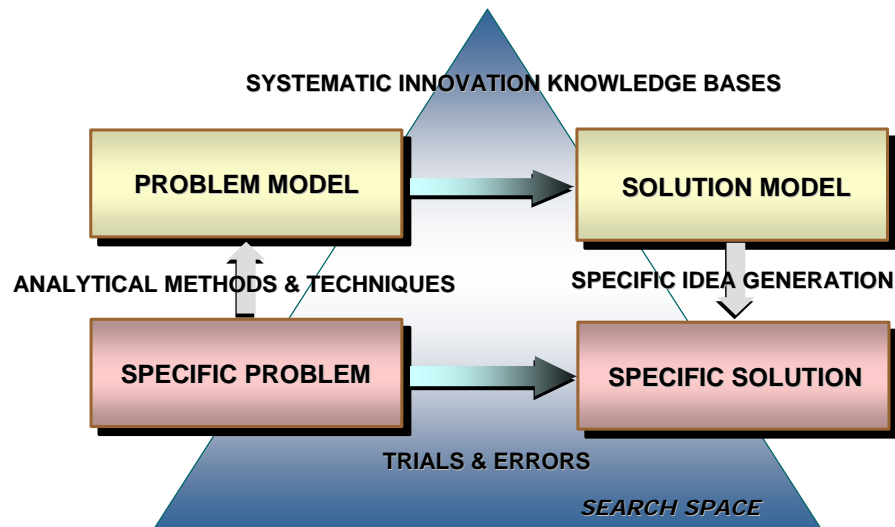 SYSTEMATIC INNOVATION KNOWLEDGE BASES
PROBLEM MODEL
SOLUTION MODEL
ANALYTICAL METHODS & TECHNIQUES
SPECIFIC IDEA GENERATION
SPECIFIC PROBLEM
SPECIFIC SOLUTION
TRIALS & ERRORS
SEARCH SPACE